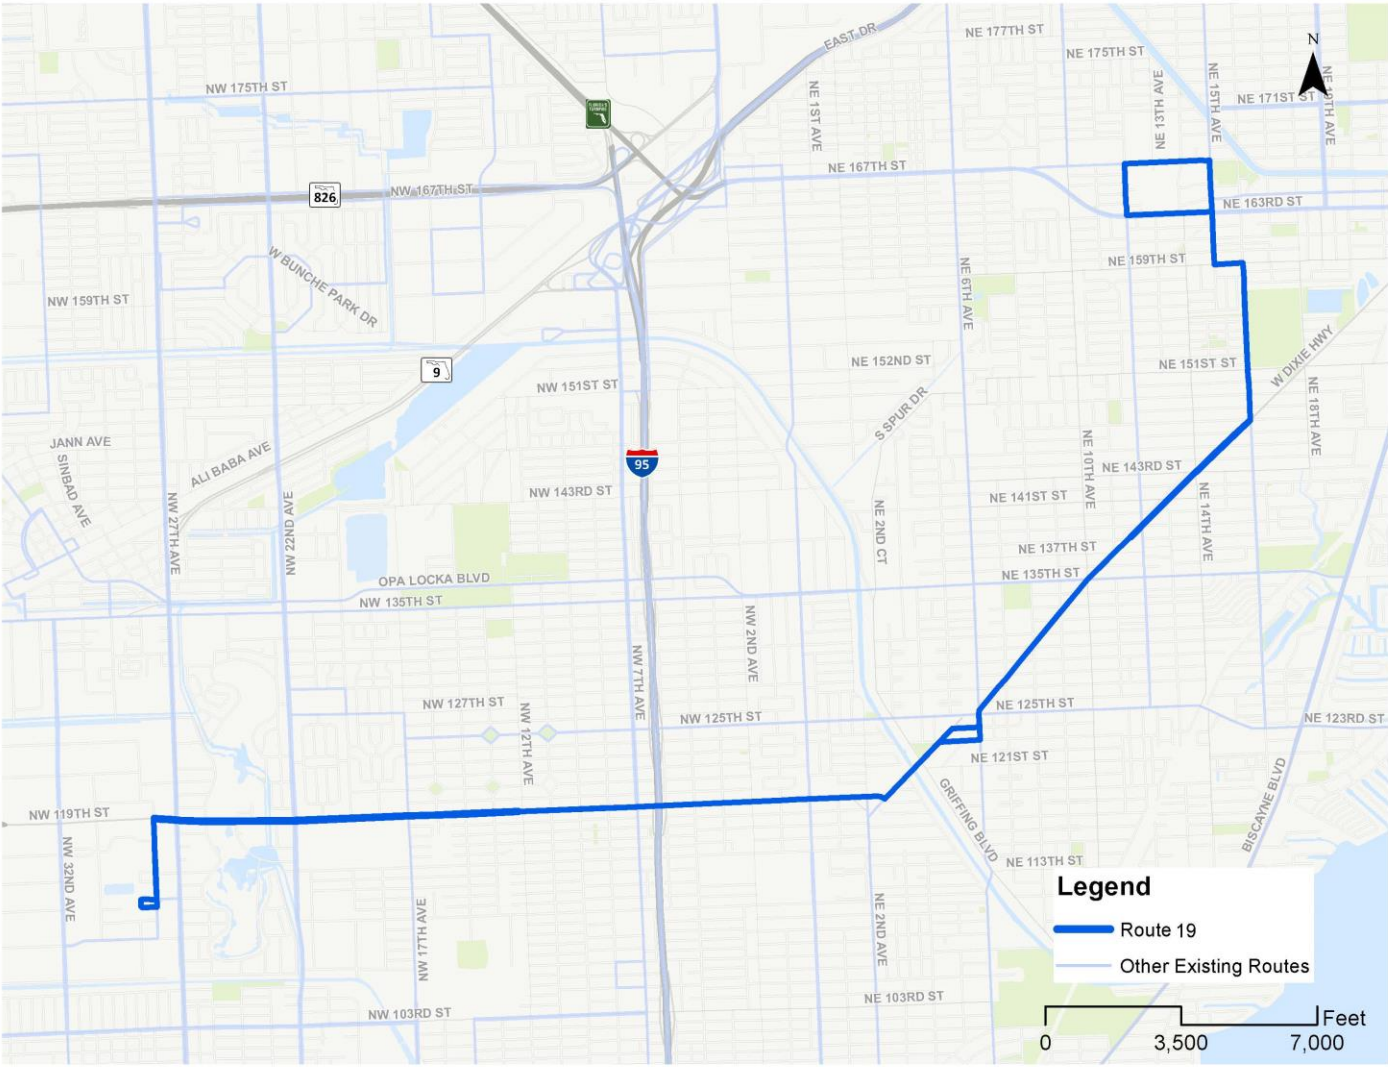 EAST DR
NE 177TH ST
NE 175TH ST
N
NW 175TH ST
NE 1ST AVE
NE 13TH AVE
NE 15TH AVE
NE 171ST ST
NE 19TH AVE
NW 167TH ST
826
NE 167TH ST
NE 163RD ST
W BUNCHE PARK DR
NE 159TH ST
NW 159TH ST
NE 6TH AVE
9
NE 152ND ST
NE 151ST ST
W DIXIE HWY
NW 151ST ST
S SPUR DR
NE 18TH AVE
JANN AVE
SINBAD AVE
ALI BABA AVE
95
NE 10TH AVE
NE 143RD ST
NW 143RD ST
NE 141ST ST
NE 14TH AVE
NW 27TH AVE
NW 22ND AVE
NE 2ND CT
NE 137TH ST
OPA LOCKA BLVD
NE 135TH ST
NW 135TH ST
NW 2ND AVE
NW 7TH AVE
NW 127TH ST
NW 12TH AVE
NW 125TH ST
NE 125TH ST
NE 123RD ST
NE 121ST ST
NW 119TH ST
GRIFFING BLVD
BISCAYNE BLVD
NW 32ND AVE
NE 113TH ST
NW 17TH AVE
NE 2ND AVE
NE 103RD ST
NW 103RD ST
Legend
Route 19
Other Existing Routes
Feet
0 3,500 7,000